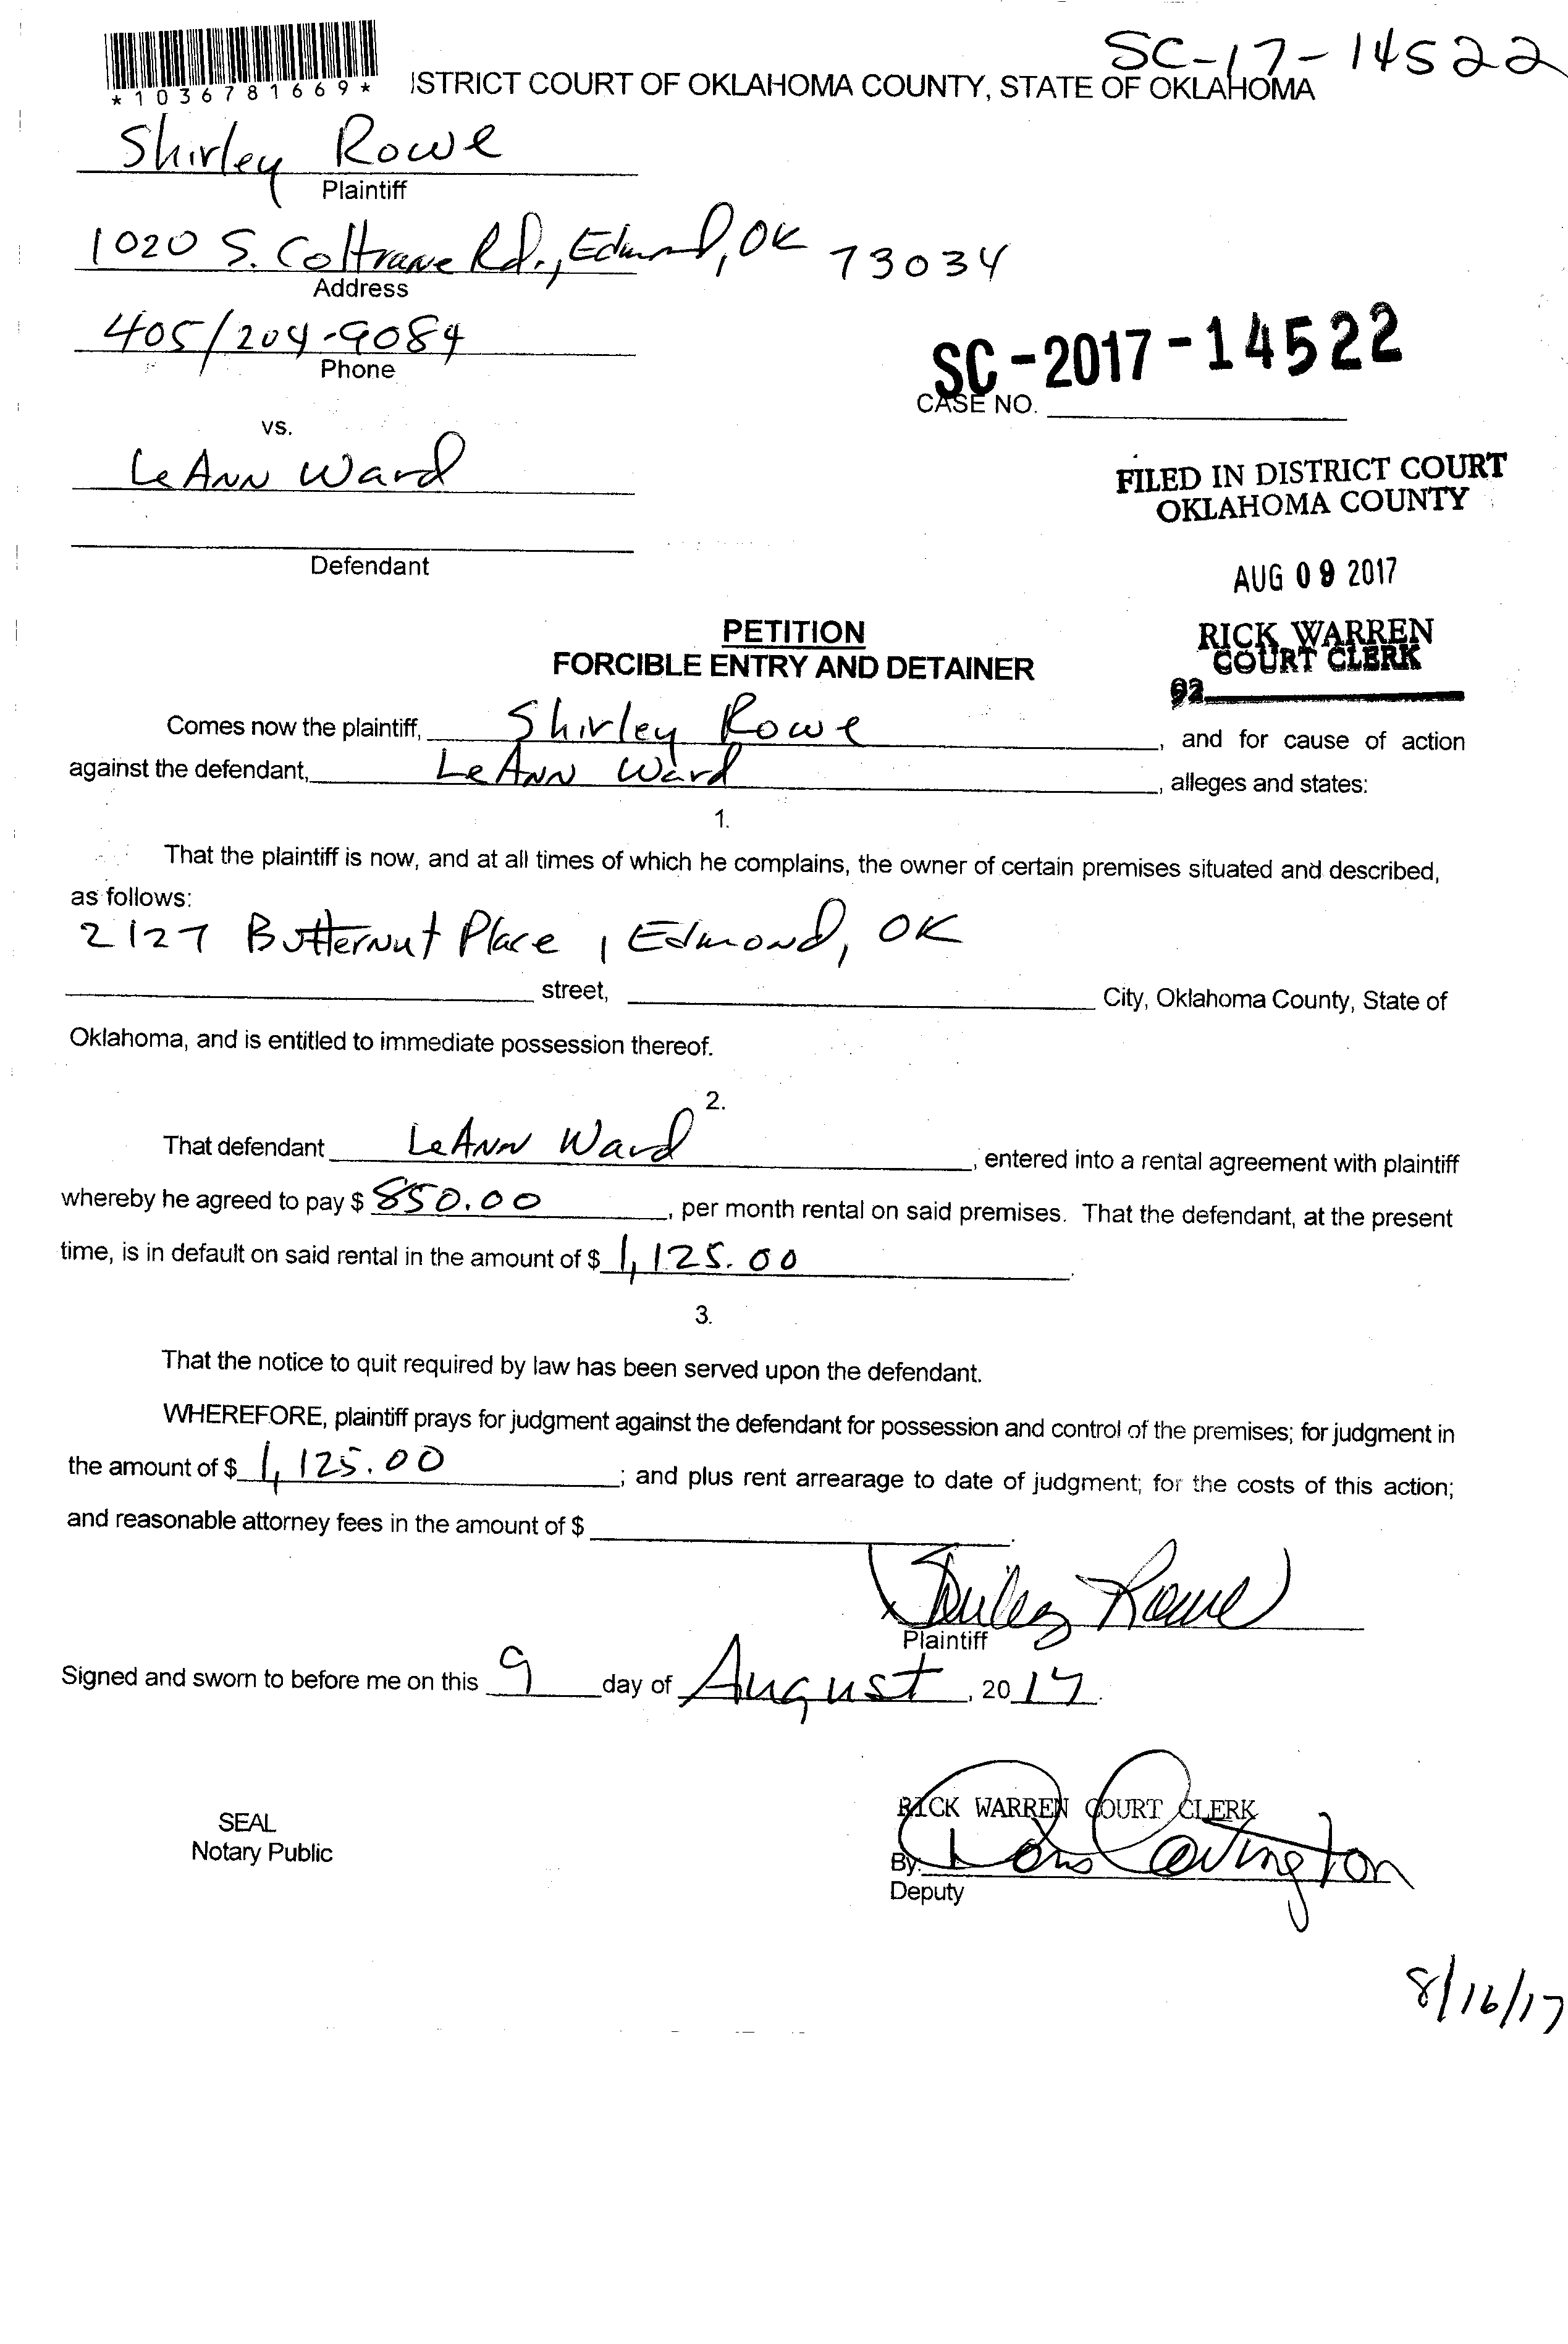 SC-17-14522
*1036781669*
ISTRICT COURT OF OKLAHOMA COUNTY, STATE OF OKLAHOMA
Shirley Rowe
Plaintiff
1020 S. Coltrane Rd., Edmond, OK 73034
Address
405/204-9084
Phone
SC-2017-14522
CASE NO.
vs.
LeAnn Ward
FILED IN DISTRICT COURT
OKLAHOMA COUNTY
Defendant
AUG 09 2017
PETITION
RICK WARREN
COURT CLERK
FORCIBLE ENTRY AND DETAINER
Comes now the plaintiff, Shirley Rowe, and for cause of action
against the defendant, LeAnn Ward, alleges and states:
1.
That the plaintiff is now, and at all times of which he complains, the owner of certain premises situated and described,
as follows:
2127 Butternut Place, Edmond, OK
street, City, Oklahoma County, State of
Oklahoma, and is entitled to immediate possession thereof.
2.
That defendant LeAnn Ward, entered into a rental agreement with plaintiff
whereby he agreed to pay $ 850.00, per month rental on said premises. That the defendant, at the present
time, is in default on said rental in the amount of $ 1,125.00.
3.
That the notice to quit required by law has been served upon the defendant.
WHEREFORE, plaintiff prays for judgment against the defendant for possession and control of the premises; for judgment in
the amount of $ 1,125.00; and plus rent arrearage to date of judgment; for the costs of this action;
and reasonable attorney fees in the amount of $ .
x Shirley Rowe
Plaintiff
Signed and sworn to before me on this 9 day of August, 2017.
RICK WARREN COURT CLERK
SEAL
Notary Public
By: Covington
Deputy
8/16/17